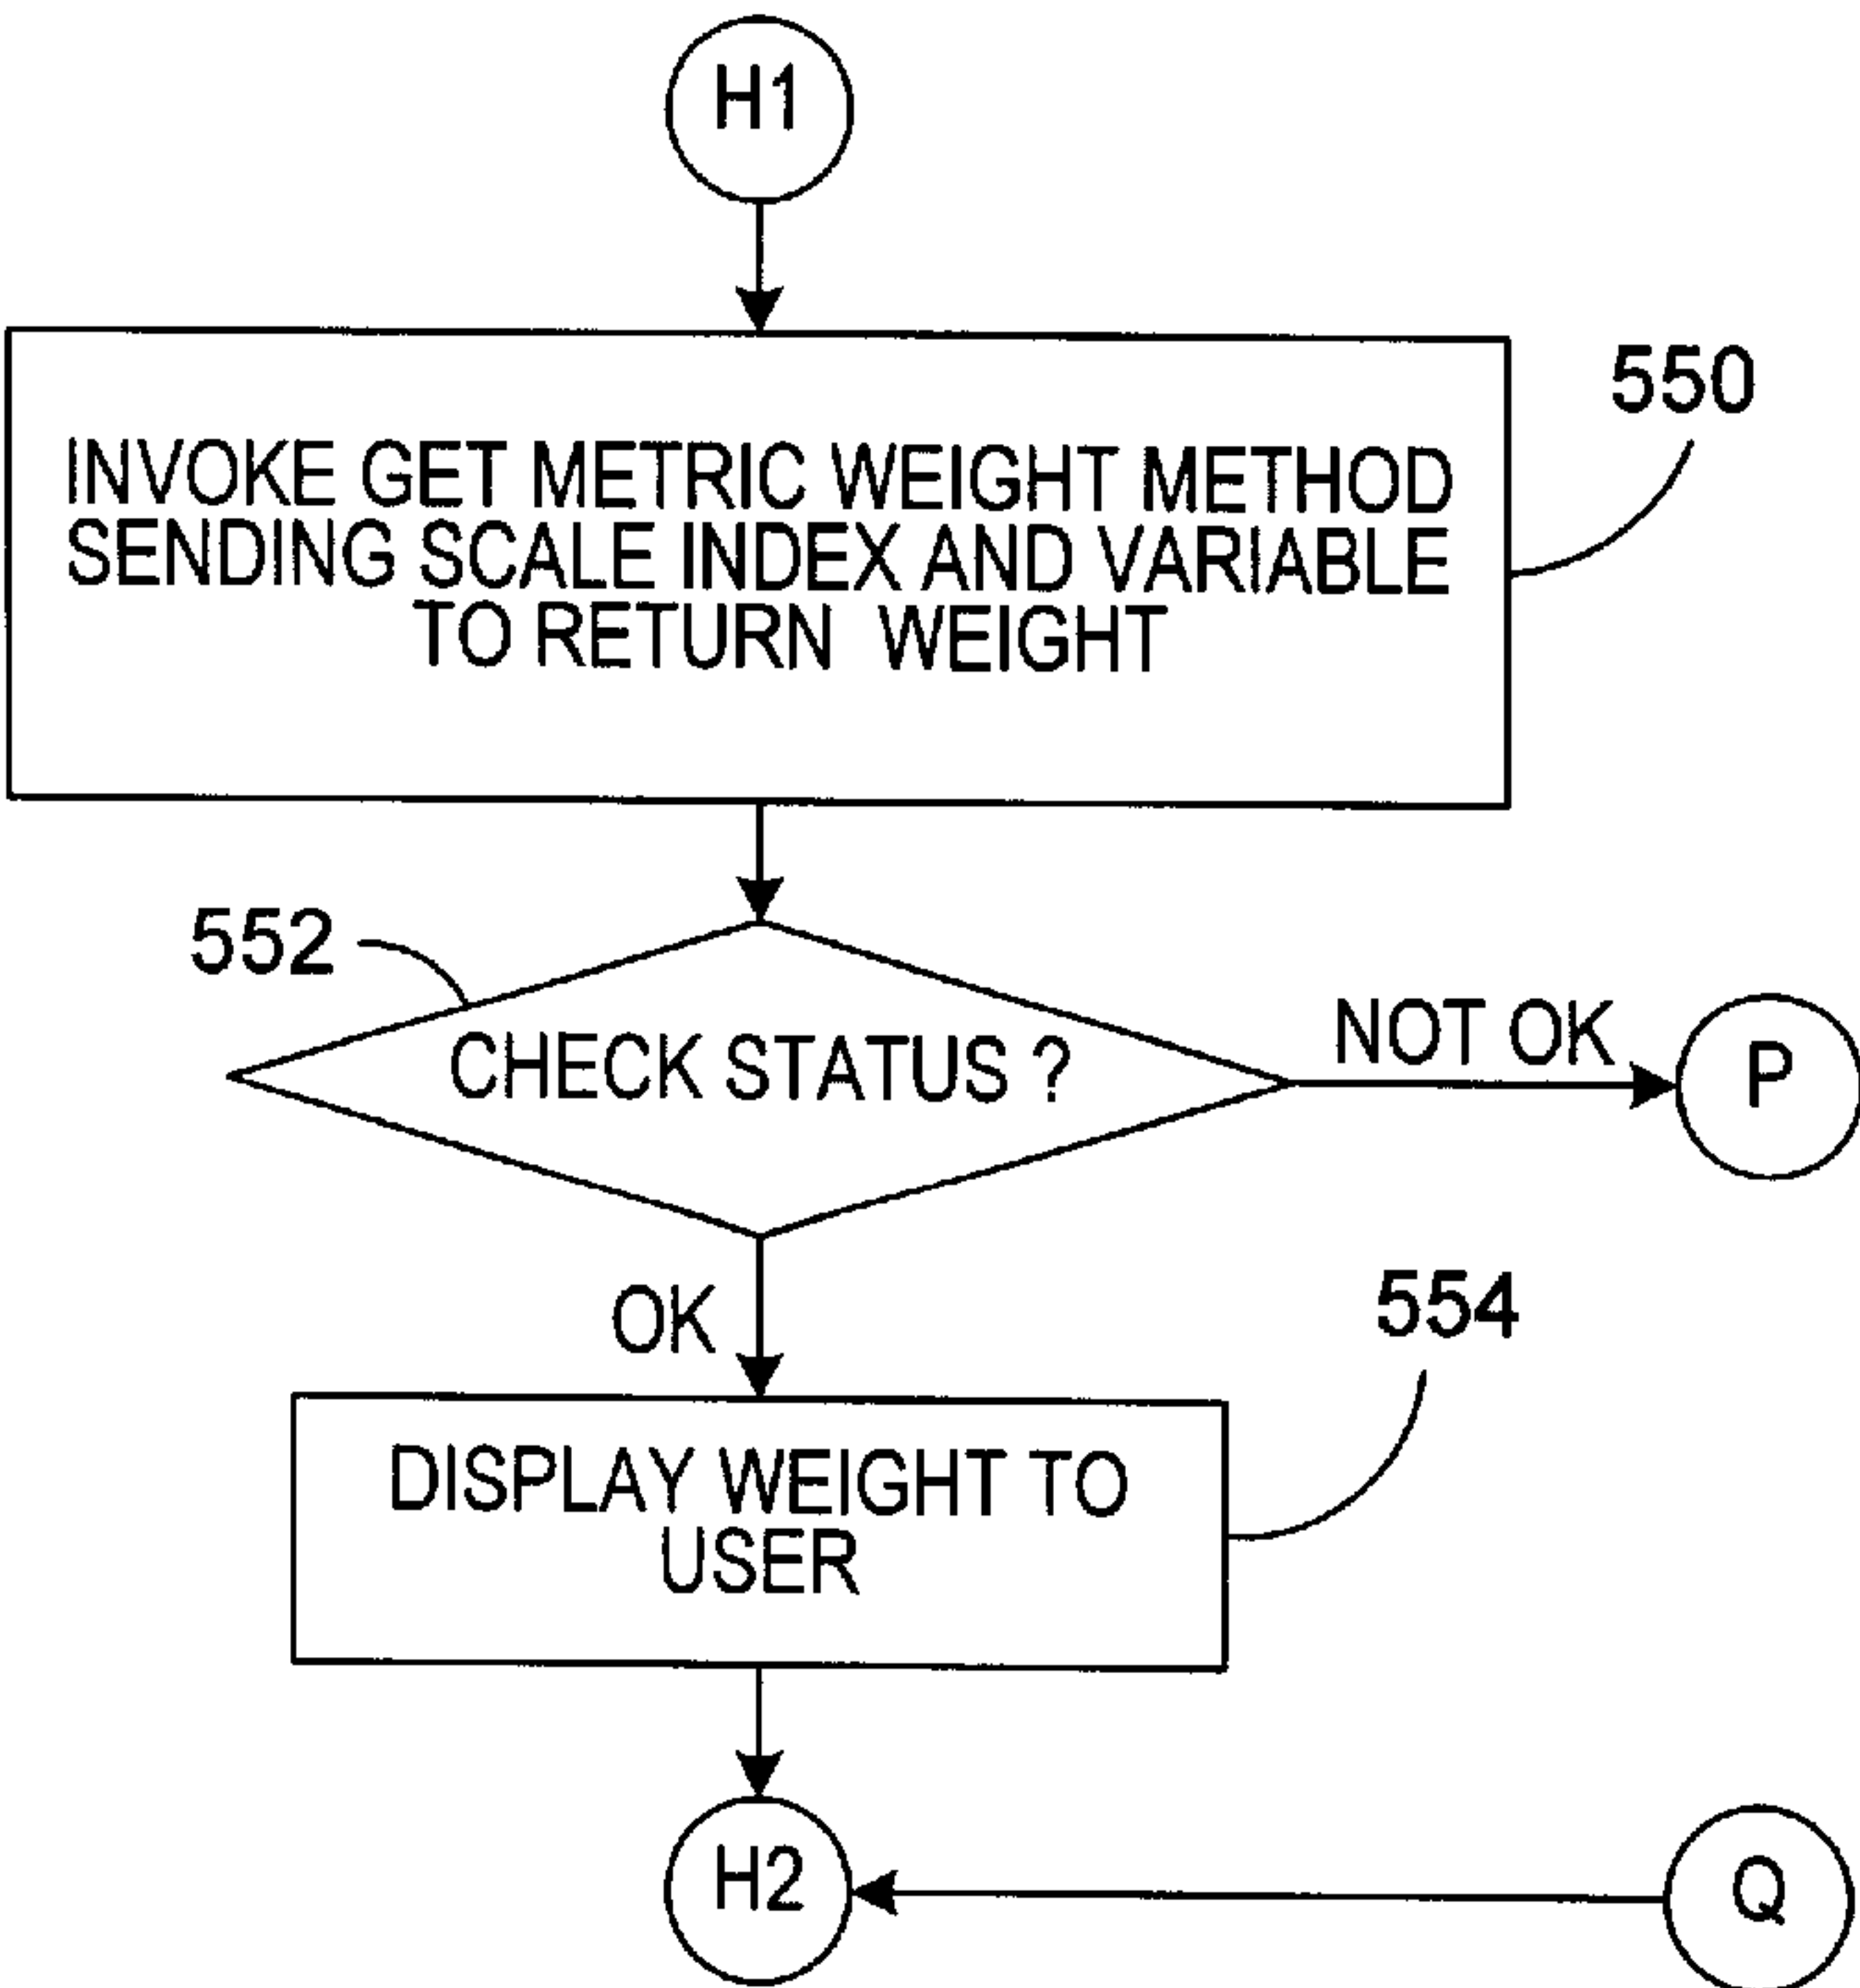 H1
550
INVOKE GET METRIC WEIGHT METHOD
SENDING SCALE INDEX AND VARIABLE
TO RETURN WEIGHT
552
CHECK STATUS ?
NOT OK
P
OK
554
DISPLAY WEIGHT TO
USER
H2
Q